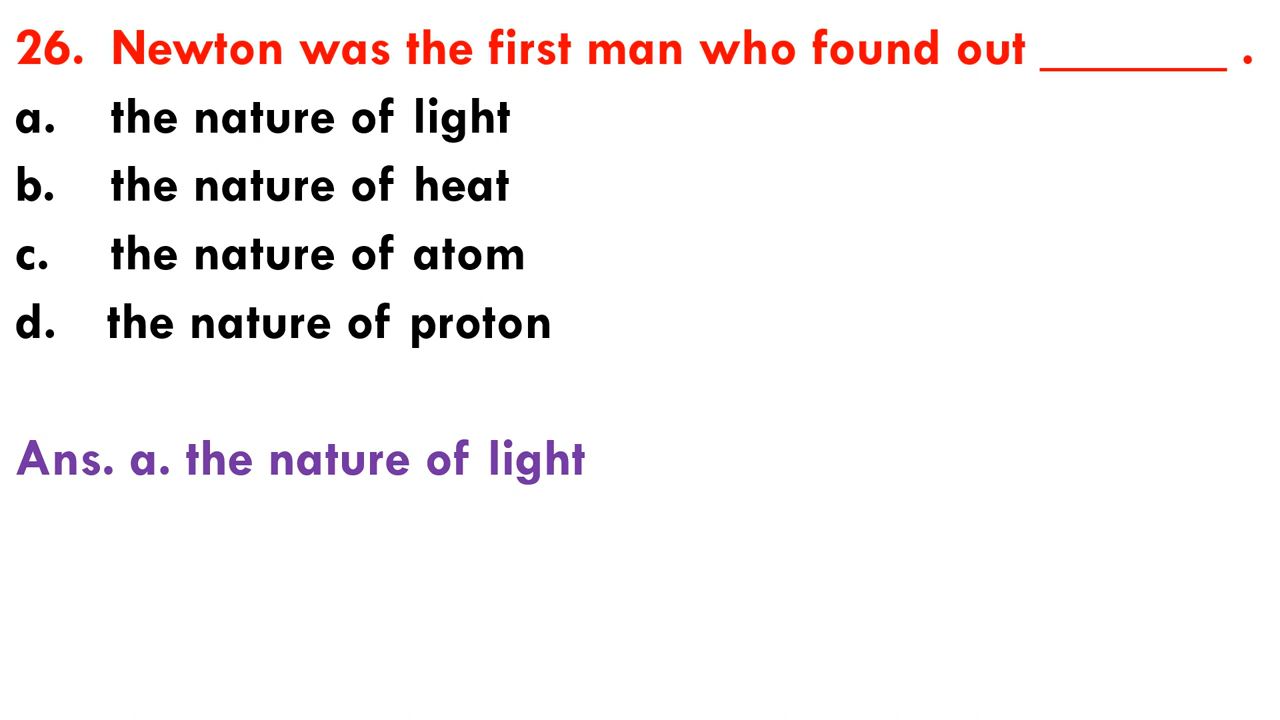 26. Newton was the first man who found out ________ .
a. the nature of light
b. the nature of heat
c. the nature of atom
d. the nature of proton
Ans. a. the nature of light